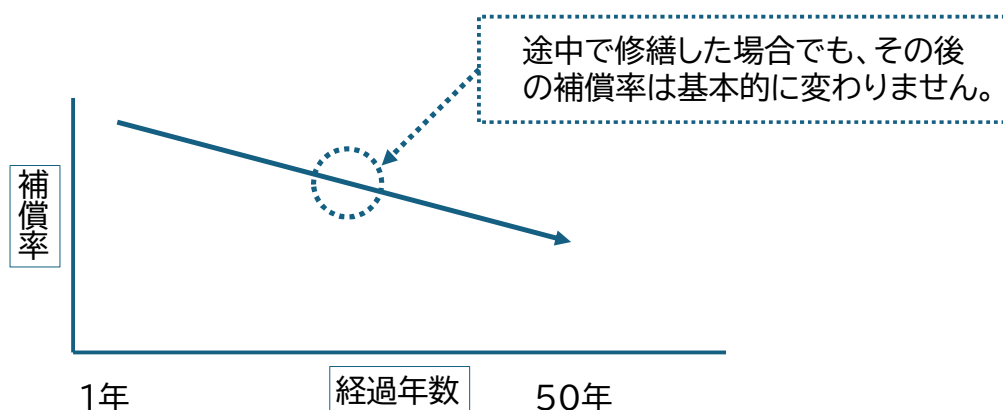 途中で修繕した場合でも、その後
の補償率は基本的に変わりません。
補償率
1年
経過年数
50年